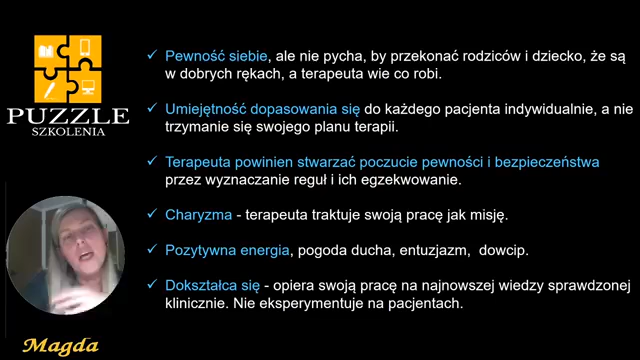 PUZZLE
SZKOLENIA
✓ Pewność siebie, ale nie pycha, by przekonać rodziców i dziecko, że są
w dobrych rękach, a terapeuta wie co robi.
✓ Umiejętność dopasowania się do każdego pacjenta indywidualnie, a nie
trzymanie się swojego planu terapii.
✓ Terapeuta powinien stwarzać poczucie pewności i bezpieczeństwa
przez wyznaczanie reguł i ich egzekwowanie.
✓ Charyzma - terapeuta traktuje swoją pracę jak misję.
✓ Pozytywna energia, pogoda ducha, entuzjazm, dowcip.
✓ Dokształca się - opiera swoją pracę na najnowszej wiedzy sprawdzonej
klinicznie. Nie eksperymentuje na pacjentach.
Magda